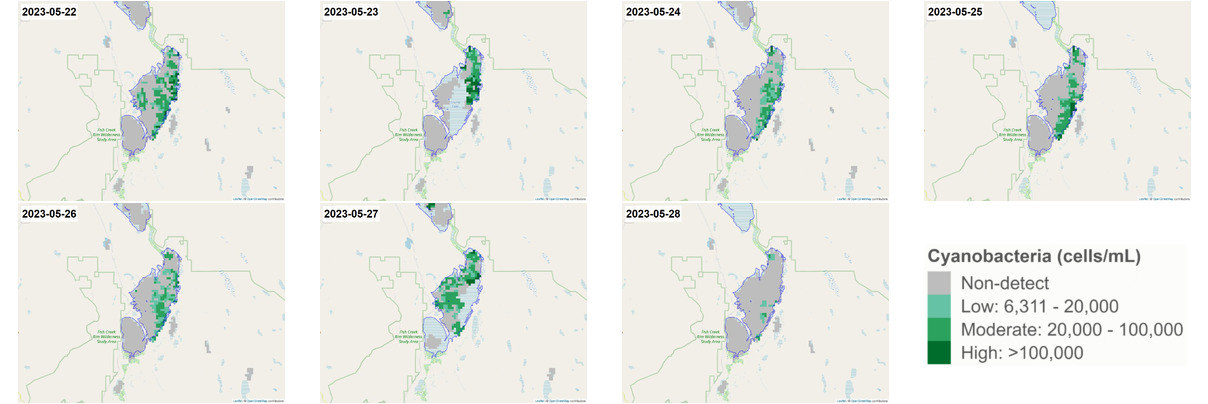 2023-05-22
Fish Creek
Rim Wilderness
Study Area
Leaflet | © OpenStreetMap contributors
2023-05-23
Fish Creek
Rim Wilderness
Study Area
Leaflet | © OpenStreetMap contributors
2023-05-24
Fish Creek
Rim Wilderness
Study Area
Leaflet | © OpenStreetMap contributors
2023-05-25
Fish Creek
Rim Wilderness
Study Area
Leaflet | © OpenStreetMap contributors
2023-05-26
Fish Creek
Rim Wilderness
Study Area
Leaflet | © OpenStreetMap contributors
2023-05-27
Fish Creek
Rim Wilderness
Study Area
Leaflet | © OpenStreetMap contributors
2023-05-28
Fish Creek
Rim Wilderness
Study Area
Leaflet | © OpenStreetMap contributors
Cyanobacteria (cells/mL)
Non-detect
Low: 6,311 - 20,000
Moderate: 20,000 - 100,000
High: >100,000